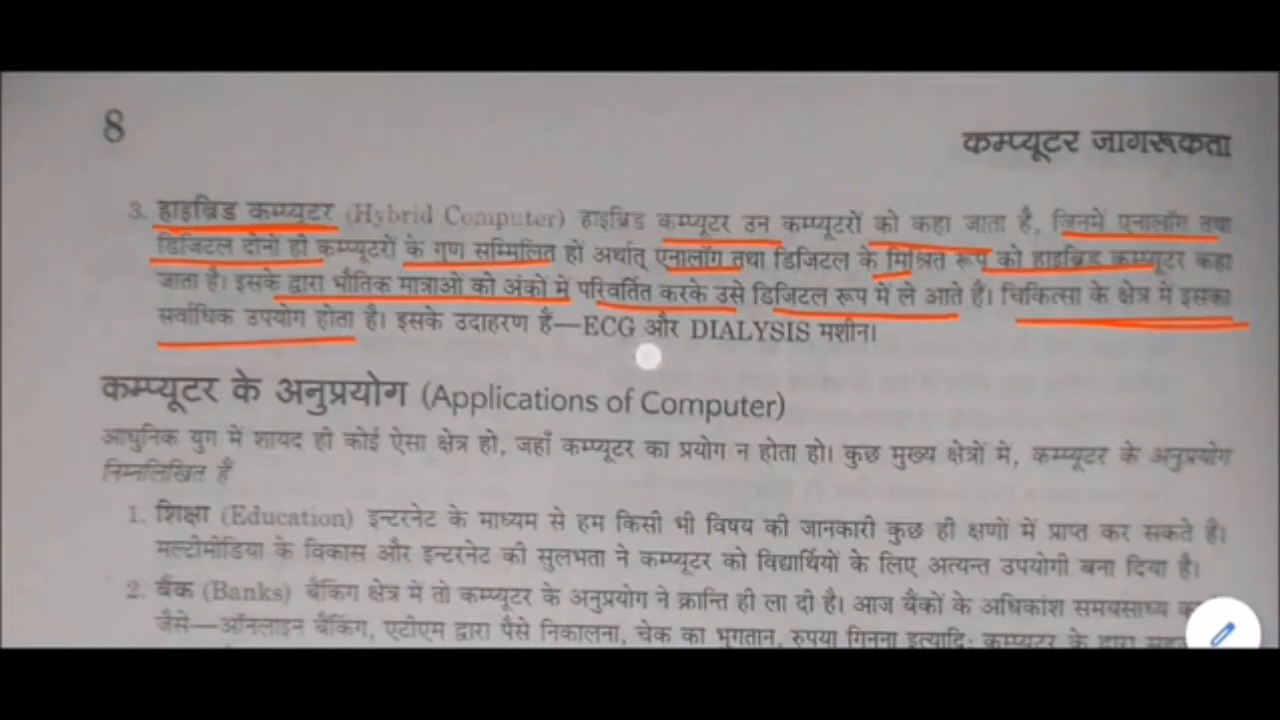 8
कम्प्यूटर जागरूकता
3. हाइब्रिड कम्प्यूटर (Hybrid Computer) हाइब्रिड कम्प्यूटर उन कम्प्यूटरों को कहा जाता है, जिनमें एनालॉग तथा
डिजिटल दोनों ही कम्प्यूटरों के गुण सम्मिलित हों अर्थात् एनालॉग तथा डिजिटल के मिश्रित रूप को हाइब्रिड कम्प्यूटर कहा
जाता है। इसके द्वारा भौतिक मात्राओं को अंकों में परिवर्तित करके उसे डिजिटल रूप में ले आते है। चिकित्सा के क्षेत्र में इसका
सर्वाधिक उपयोग होता है। इसके उदाहरण हैं—ECG और DIALYSIS मशीन।
कम्प्यूटर के अनुप्रयोग (Applications of Computer)
आधुनिक युग में शायद ही कोई ऐसा क्षेत्र हो, जहाँ कम्प्यूटर का प्रयोग न होता हो। कुछ मुख्य क्षेत्रों में, कम्प्यूटर के अनुप्रयोग
निम्नलिखित हैं
1. शिक्षा (Education) इन्टरनेट के माध्यम से हम किसी भी विषय की जानकारी कुछ ही क्षणों में प्राप्त कर सकते है।
मल्टीमीडिया के विकास और इन्टरनेट की सुलभता ने कम्प्यूटर को विद्यार्थियों के लिए अत्यन्त उपयोगी बना दिया है।
2. बैंक (Banks) बैंकिंग क्षेत्र में तो कम्प्यूटर के अनुप्रयोग ने क्रान्ति ही ला दी है। आज बैंकों के अधिकांश समयसाध्य
जैसे—ऑनलाइन बैंकिंग, एटीएम द्वारा पैसे निकालना, चेक का भुगतान, रुपया गिनना इत्यादि; कम्प्यूटर के द्वारा